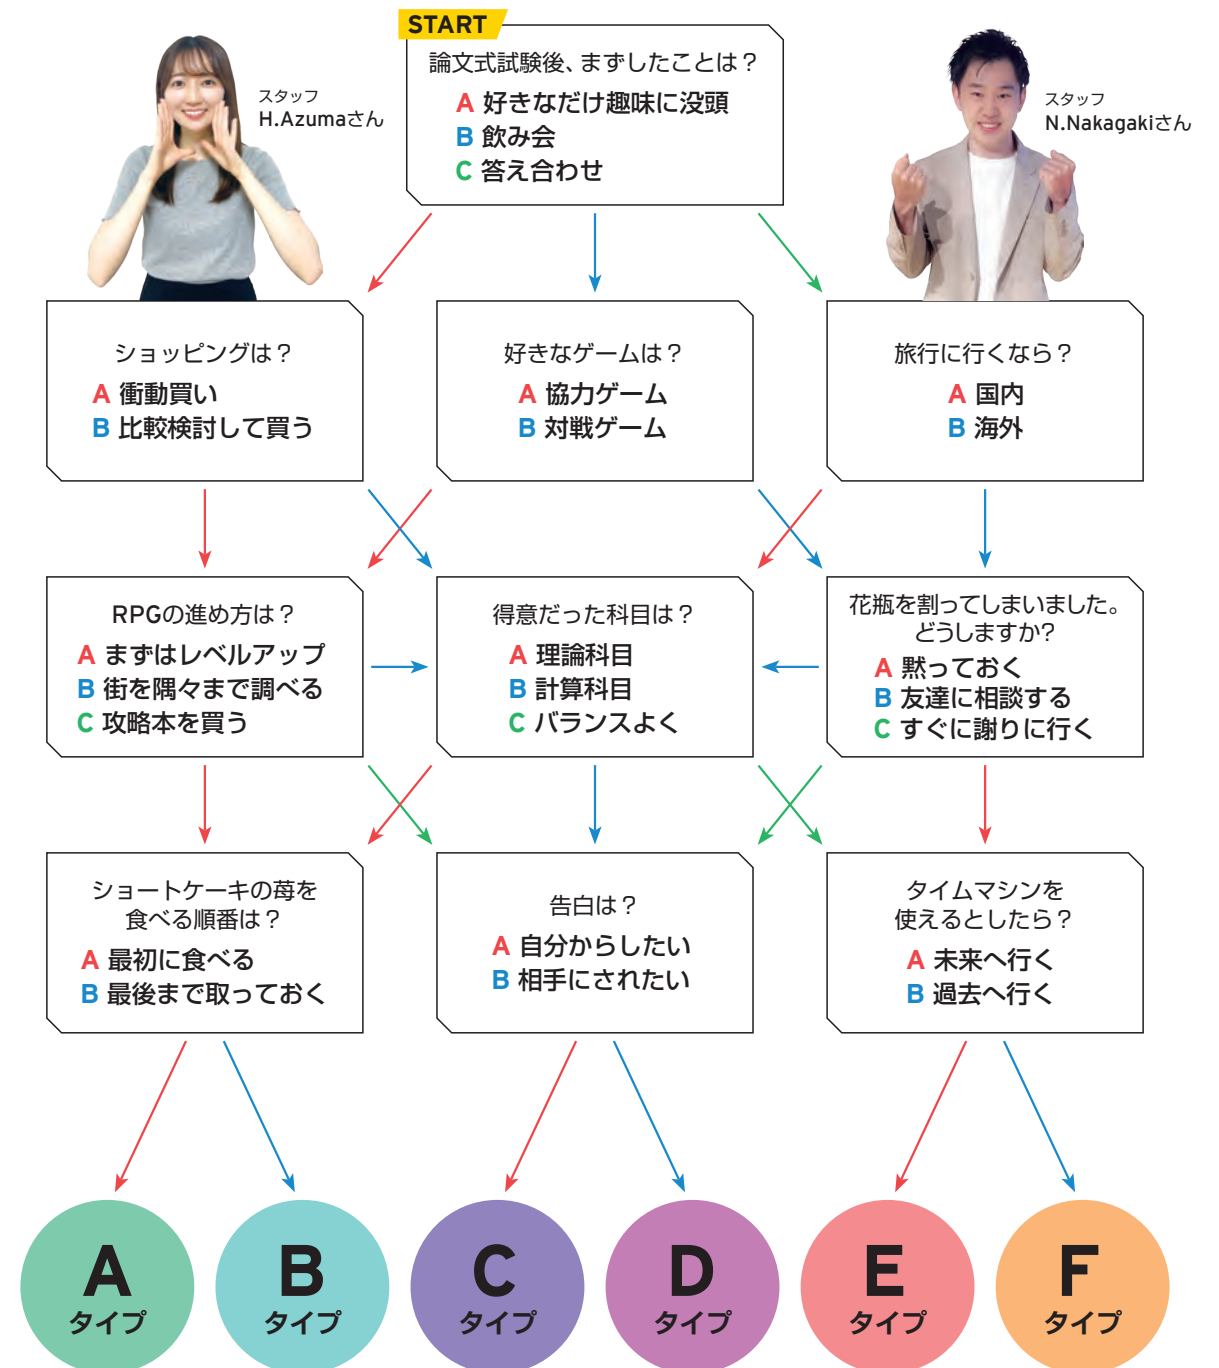 START
論文式試験後、まずしたことは？
A 好きなだけ趣味に没頭
B 飲み会
C 答え合わせ
スタッフ
H.Azumaさん
スタッフ
N.Nakagakiさん
ショッピングは？
A 衝動買い
B 比較検討して買う
好きなゲームは？
A 協力ゲーム
B 対戦ゲーム
旅行に行くなら？
A 国内
B 海外
RPGの進め方は？
A まずはレベルアップ
B 街を隅々まで調べる
C 攻略本を買う
得意だった科目は？
A 理論科目
B 計算科目
C バランスよく
花瓶を割ってしまいました。
どうしますか?
A 黙っておく
B 友達に相談する
C すぐに謝りに行く
ショートケーキの苺を
食べる順番は？
A 最初に食べる
B 最後まで取っておく
告白は？
A 自分からしたい
B 相手にされたい
タイムマシンを
使えるとしたら？
A 未来へ行く
B 過去へ行く
A
タイプ
B
タイプ
C
タイプ
D
タイプ
E
タイプ
F
タイプ